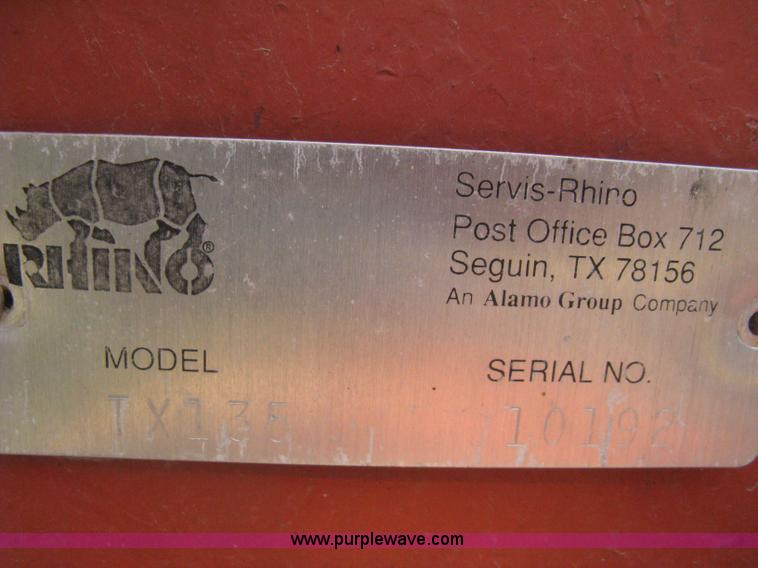 RHINO®
Servis-Rhino
Post Office Box 712
Seguin, TX 78156
An Alamo Group Company
MODEL
TX135
SERIAL NO.
10192
www.purplewave.com